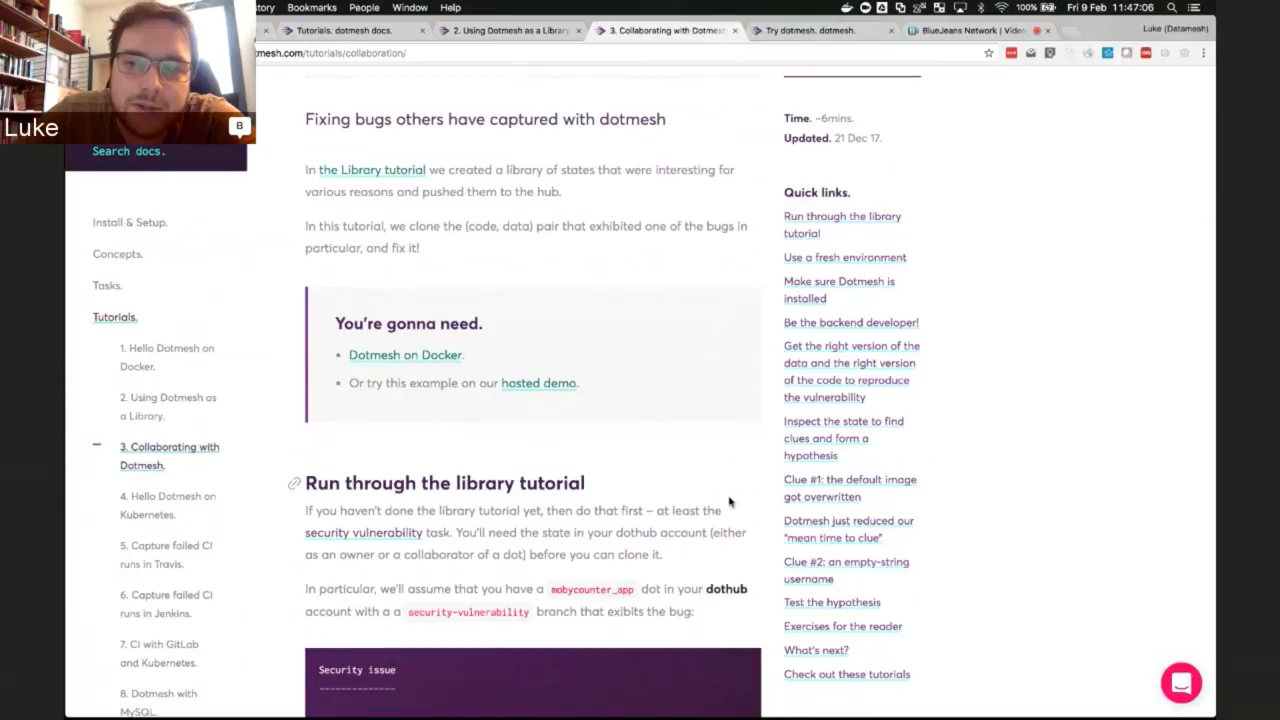 story Bookmarks People Window Help
100% Fri 9 Feb 11:47:06
Tutorials. dotmesh docs.
2. Using Dotmesh as a Library
3. Collaborating with Dotmesh
Try dotmesh. dotmesh.
BlueJeans Network | Vide
Luke (Datamesh)
tmesh.com/tutorials/collaboration/
Luke
B
Search docs.
Install & Setup.
Concepts.
Tasks.
Tutorials.
1. Hello Dotmesh on
Docker.
2. Using Dotmesh as
a Library.
3. Collaborating with
Dotmesh.
4. Hello Dotmesh on
Kubernetes.
5. Capture failed CI
runs in Travis.
6. Capture failed CI
runs in Jenkins.
7. CI with GitLab
and Kubernetes.
8. Dotmesh with
MySQL.
Fixing bugs others have captured with dotmesh
In the Library tutorial we created a library of states that were interesting for
various reasons and pushed them to the hub.
In this tutorial, we clone the (code, data) pair that exhibited one of the bugs in
particular, and fix it!
You're gonna need.
• Dotmesh on Docker.
• Or try this example on our hosted demo.
Run through the library tutorial
If you haven't done the library tutorial yet, then do that first – at least the
security vulnerability task. You'll need the state in your dothub account (either
as an owner or a collaborator of a dot) before you can clone it.
In particular, we'll assume that you have a mobycounter_app dot in your dothub
account with a a security-vulnerability branch that exibits the bug:
Security issue
--------------
Time. ~6mins.
Updated. 21 Dec 17.
Quick links.
Run through the library
tutorial
Use a fresh environment
Make sure Dotmesh is
installed
Be the backend developer!
Get the right version of the
data and the right version
of the code to reproduce
the vulnerability
Inspect the state to find
clues and form a
hypothesis
Clue #1: the default image
got overwritten
Dotmesh just reduced our
"mean time to clue"
Clue #2: an empty-string
username
Test the hypothesis
Exercises for the reader
What's next?
Check out these tutorials